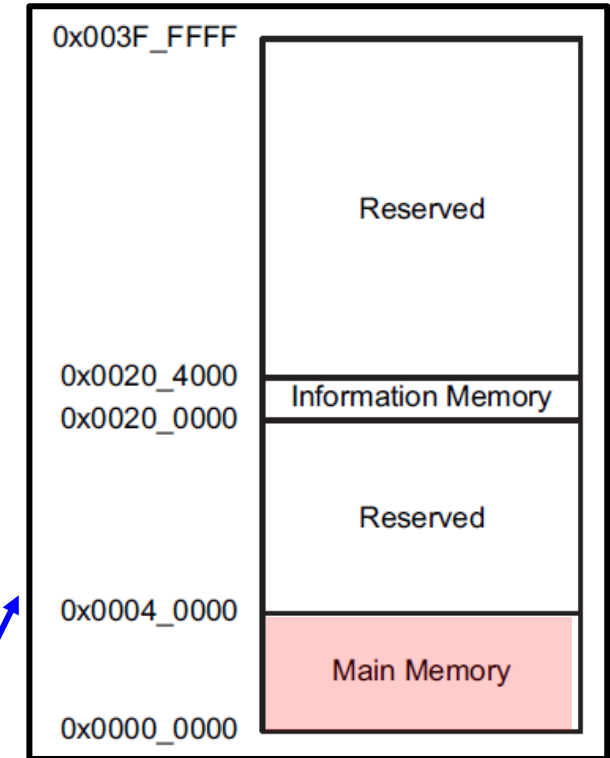 0x003F_FFFF
Reserved
0x0020_4000
Information Memory
0x0020_0000
Reserved
0x0004_0000
Main Memory
0x0000_0000